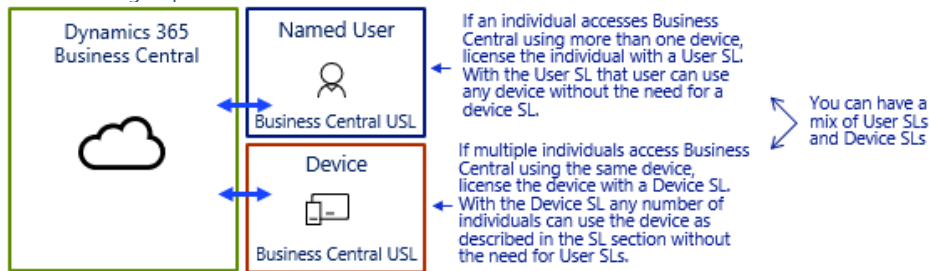 Dynamics 365
Business Central
Named User
Business Central USL
If an individual accesses Business
Central using more than one device,
license the individual with a User SL.
With the User SL that user can use
any device without the need for a
device SL.
Device
Business Central USL
If multiple individuals access Business
Central using the same device,
license the device with a Device SL.
With the Device SL any number of
individuals can use the device as
described in the SL section without
the need for User SLs.
You can have a
mix of User SLs
and Device SLs